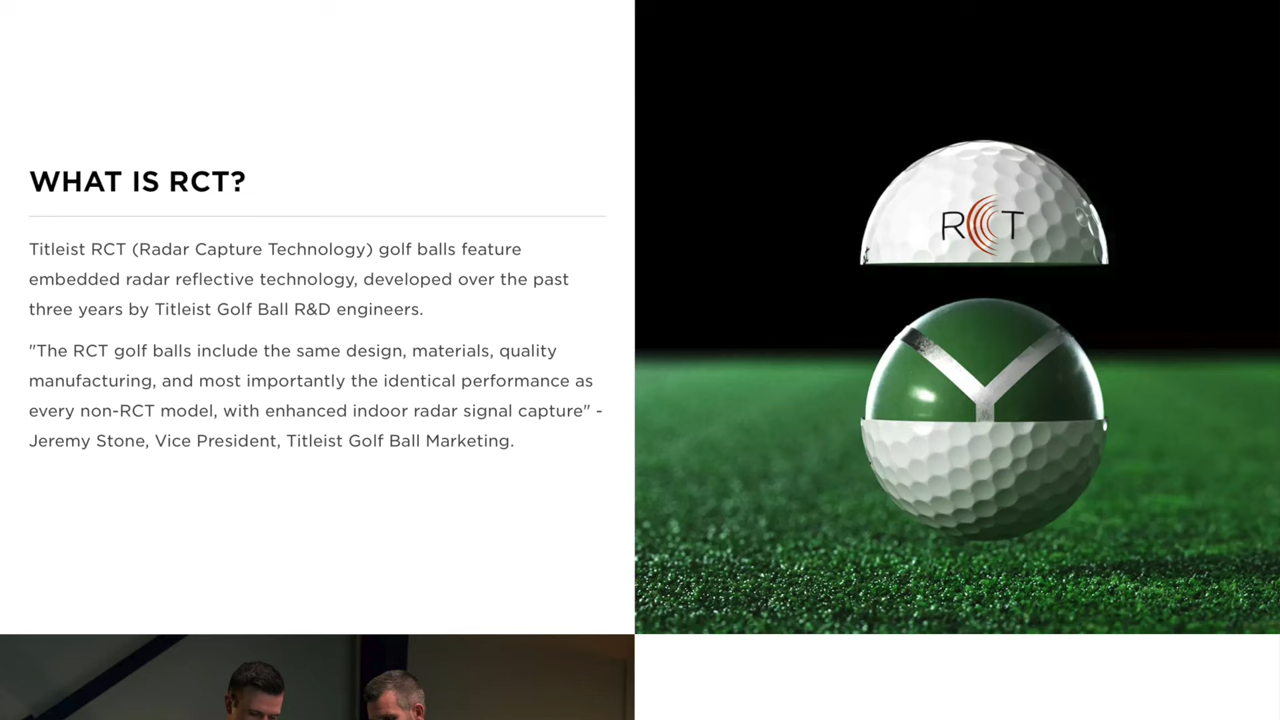 WHAT IS RCT?
Titleist RCT (Radar Capture Technology) golf balls feature
embedded radar reflective technology, developed over the past
three years by Titleist Golf Ball R&D engineers.
"The RCT golf balls include the same design, materials, quality
manufacturing, and most importantly the identical performance as
every non-RCT model, with enhanced indoor radar signal capture" -
Jeremy Stone, Vice President, Titleist Golf Ball Marketing.
RCT